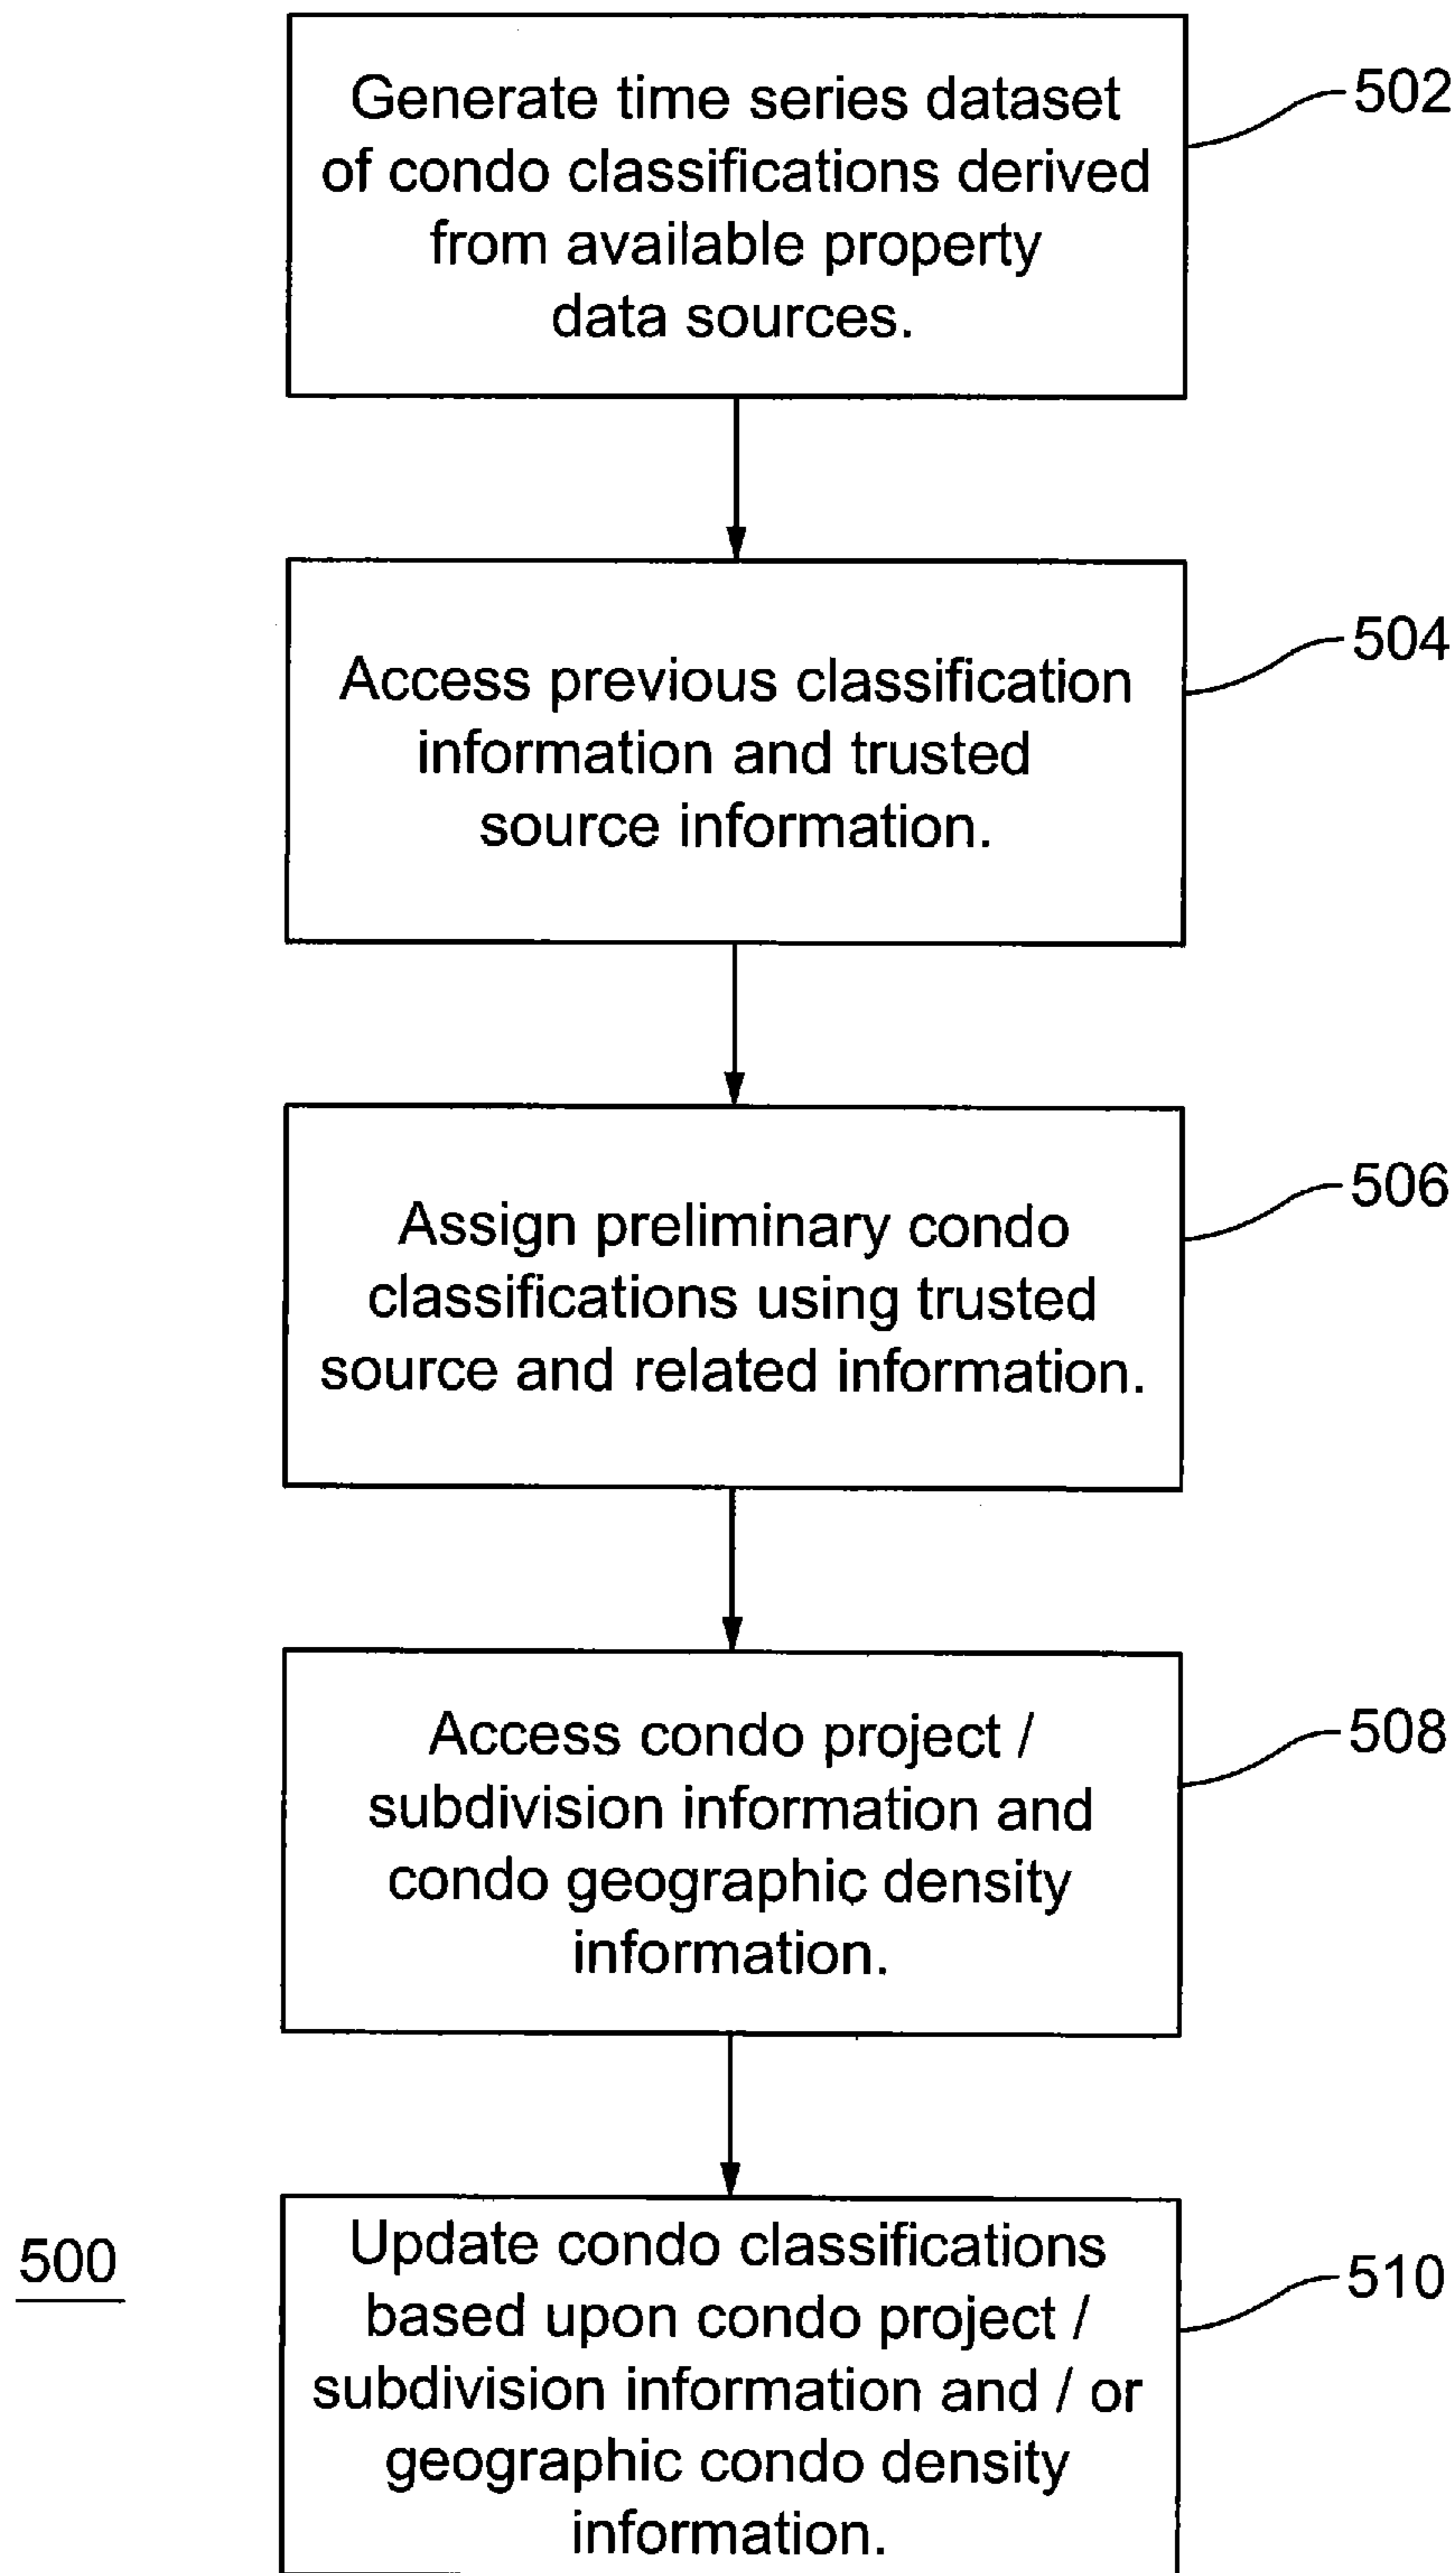 Generate time series dataset
of condo classifications derived
from available property
data sources.
502
Access previous classification
information and trusted
source information.
504
Assign preliminary condo
classifications using trusted
source and related information.
506
Access condo project /
subdivision information and
condo geographic density
information.
508
Update condo classifications
based upon condo project /
subdivision information and / or
geographic condo density
information.
510
500